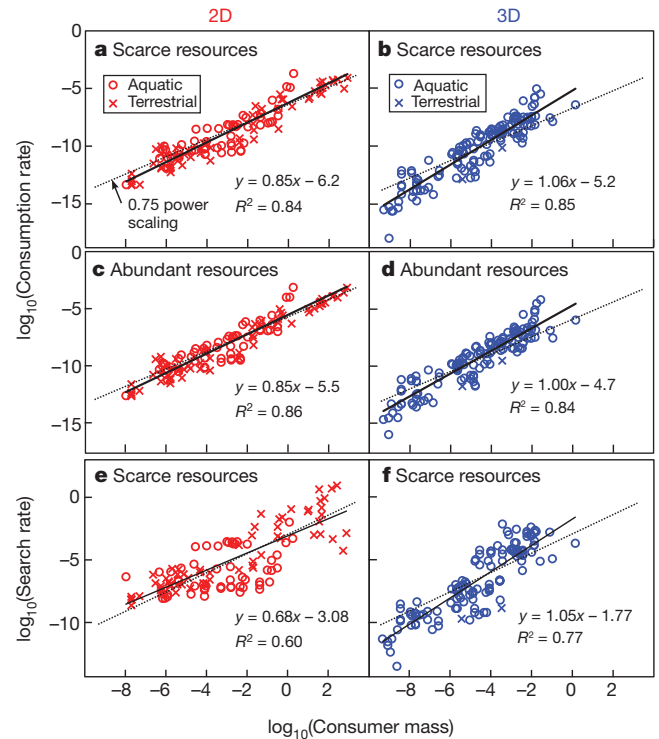 2D
3D
a Scarce resources
b Scarce resources
Aquatic
Terrestrial
Aquatic
Terrestrial
0.75 power
scaling
y = 0.85x − 6.2
R² = 0.84
y = 1.06x − 5.2
R² = 0.85
0
−5
−10
−15
log₁₀(Consumption rate)
c Abundant resources
d Abundant resources
y = 0.85x − 5.5
R² = 0.86
y = 1.00x − 4.7
R² = 0.84
0
−5
−10
−15
e Scarce resources
f Scarce resources
y = 0.68x − 3.08
R² = 0.60
y = 1.05x − 1.77
R² = 0.77
0
−5
−10
log₁₀(Search rate)
−8 −6 −4 −2 0 2
−8 −6 −4 −2 0 2
log₁₀(Consumer mass)